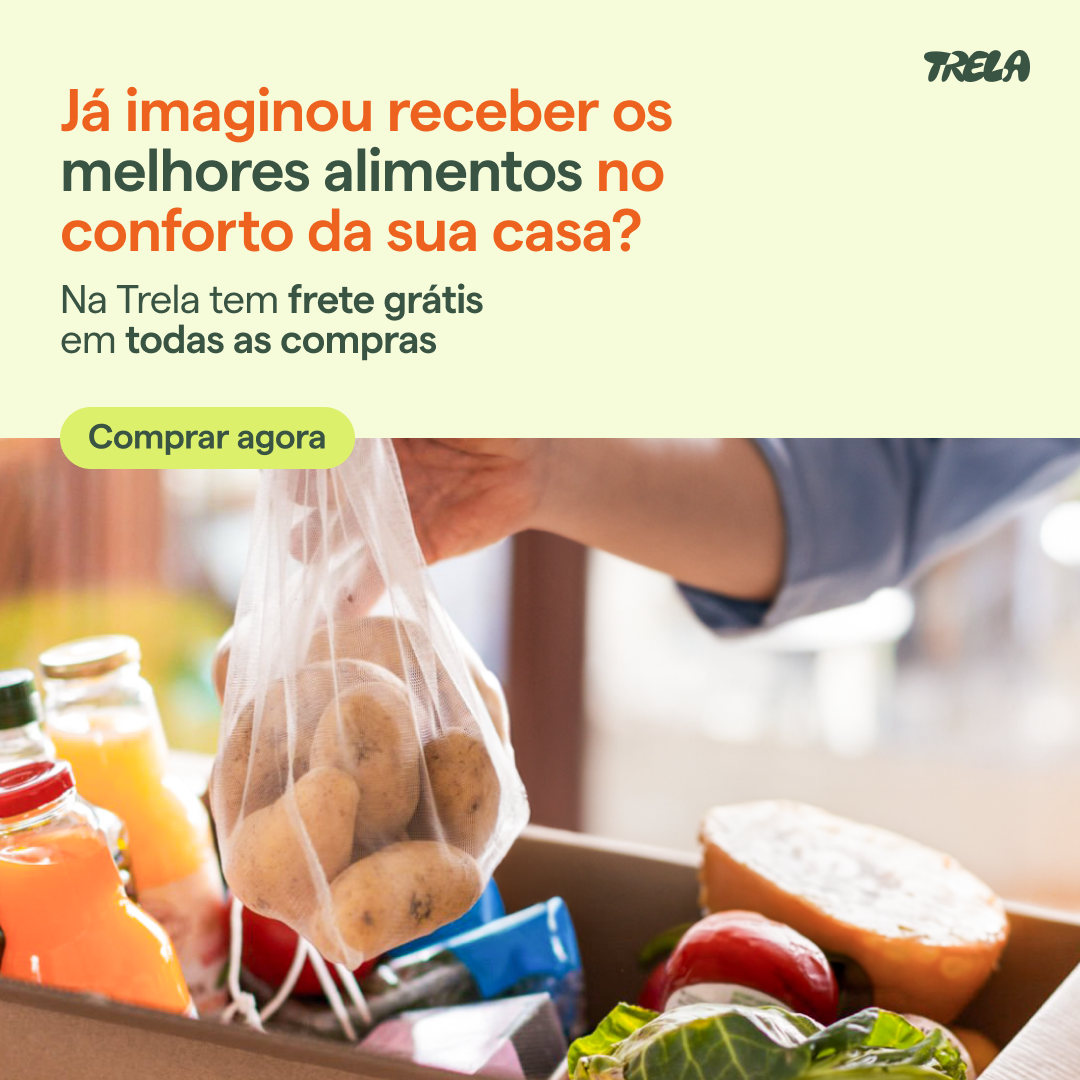 TRELA
Já imaginou receber os
melhores alimentos no
conforto da sua casa?
Na Trela tem frete grátis
em todas as compras
Comprar agora